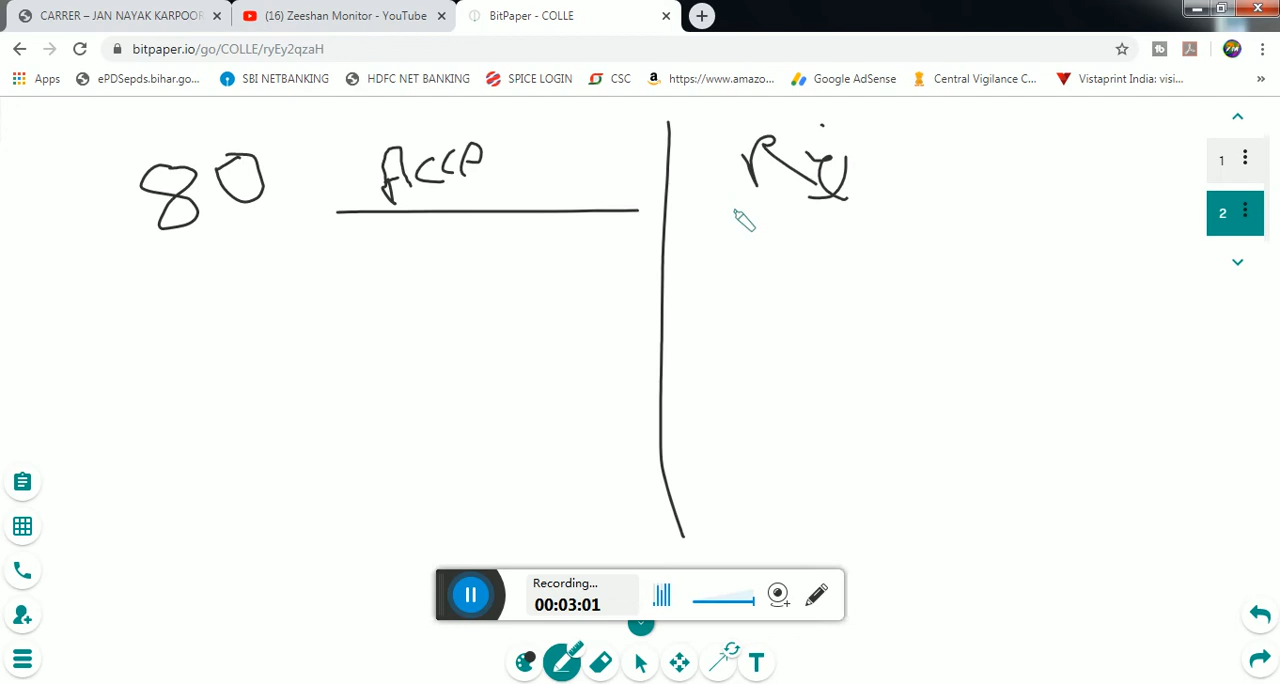 CARRER – JAN NAYAK KARPOOR
(16) Zeeshan Monitor - YouTube
BitPaper - COLLE
bitpaper.io/go/COLLE/ryEy2qzaH
Apps
ePDSepds.bihar.go...
SBI NETBANKING
HDFC NET BANKING
SPICE LOGIN
CSC
https://www.amazo...
Google AdSense
Central Vigilance C...
Vistaprint India: visi...
»
80
1
2
Recording...
00:03:01
T